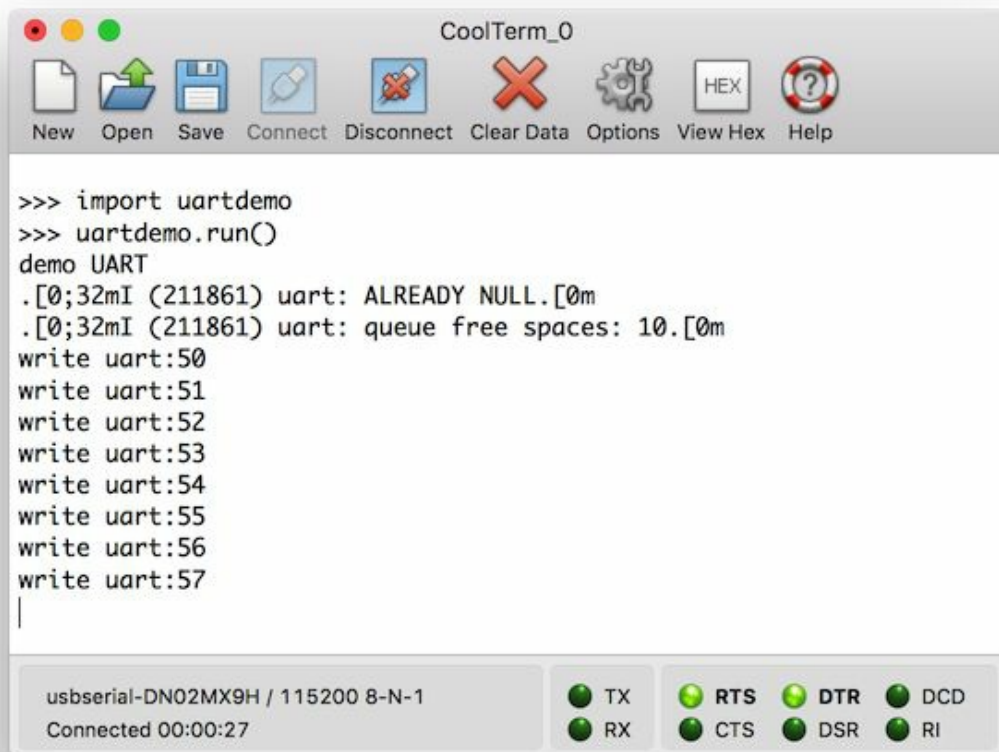 CoolTerm_0
New Open Save Connect Disconnect Clear Data Options HEX View Hex ? Help
>>> import uartdemo
>>> uartdemo.run()
demo UART
.[0;32mI (211861) uart: ALREADY NULL.[0m
.[0;32mI (211861) uart: queue free spaces: 10.[0m
write uart:50
write uart:51
write uart:52
write uart:53
write uart:54
write uart:55
write uart:56
write uart:57
usbserial-DN02MX9H / 115200 8-N-1 TX RTS DTR DCD
Connected 00:00:27 RX CTS DSR RI